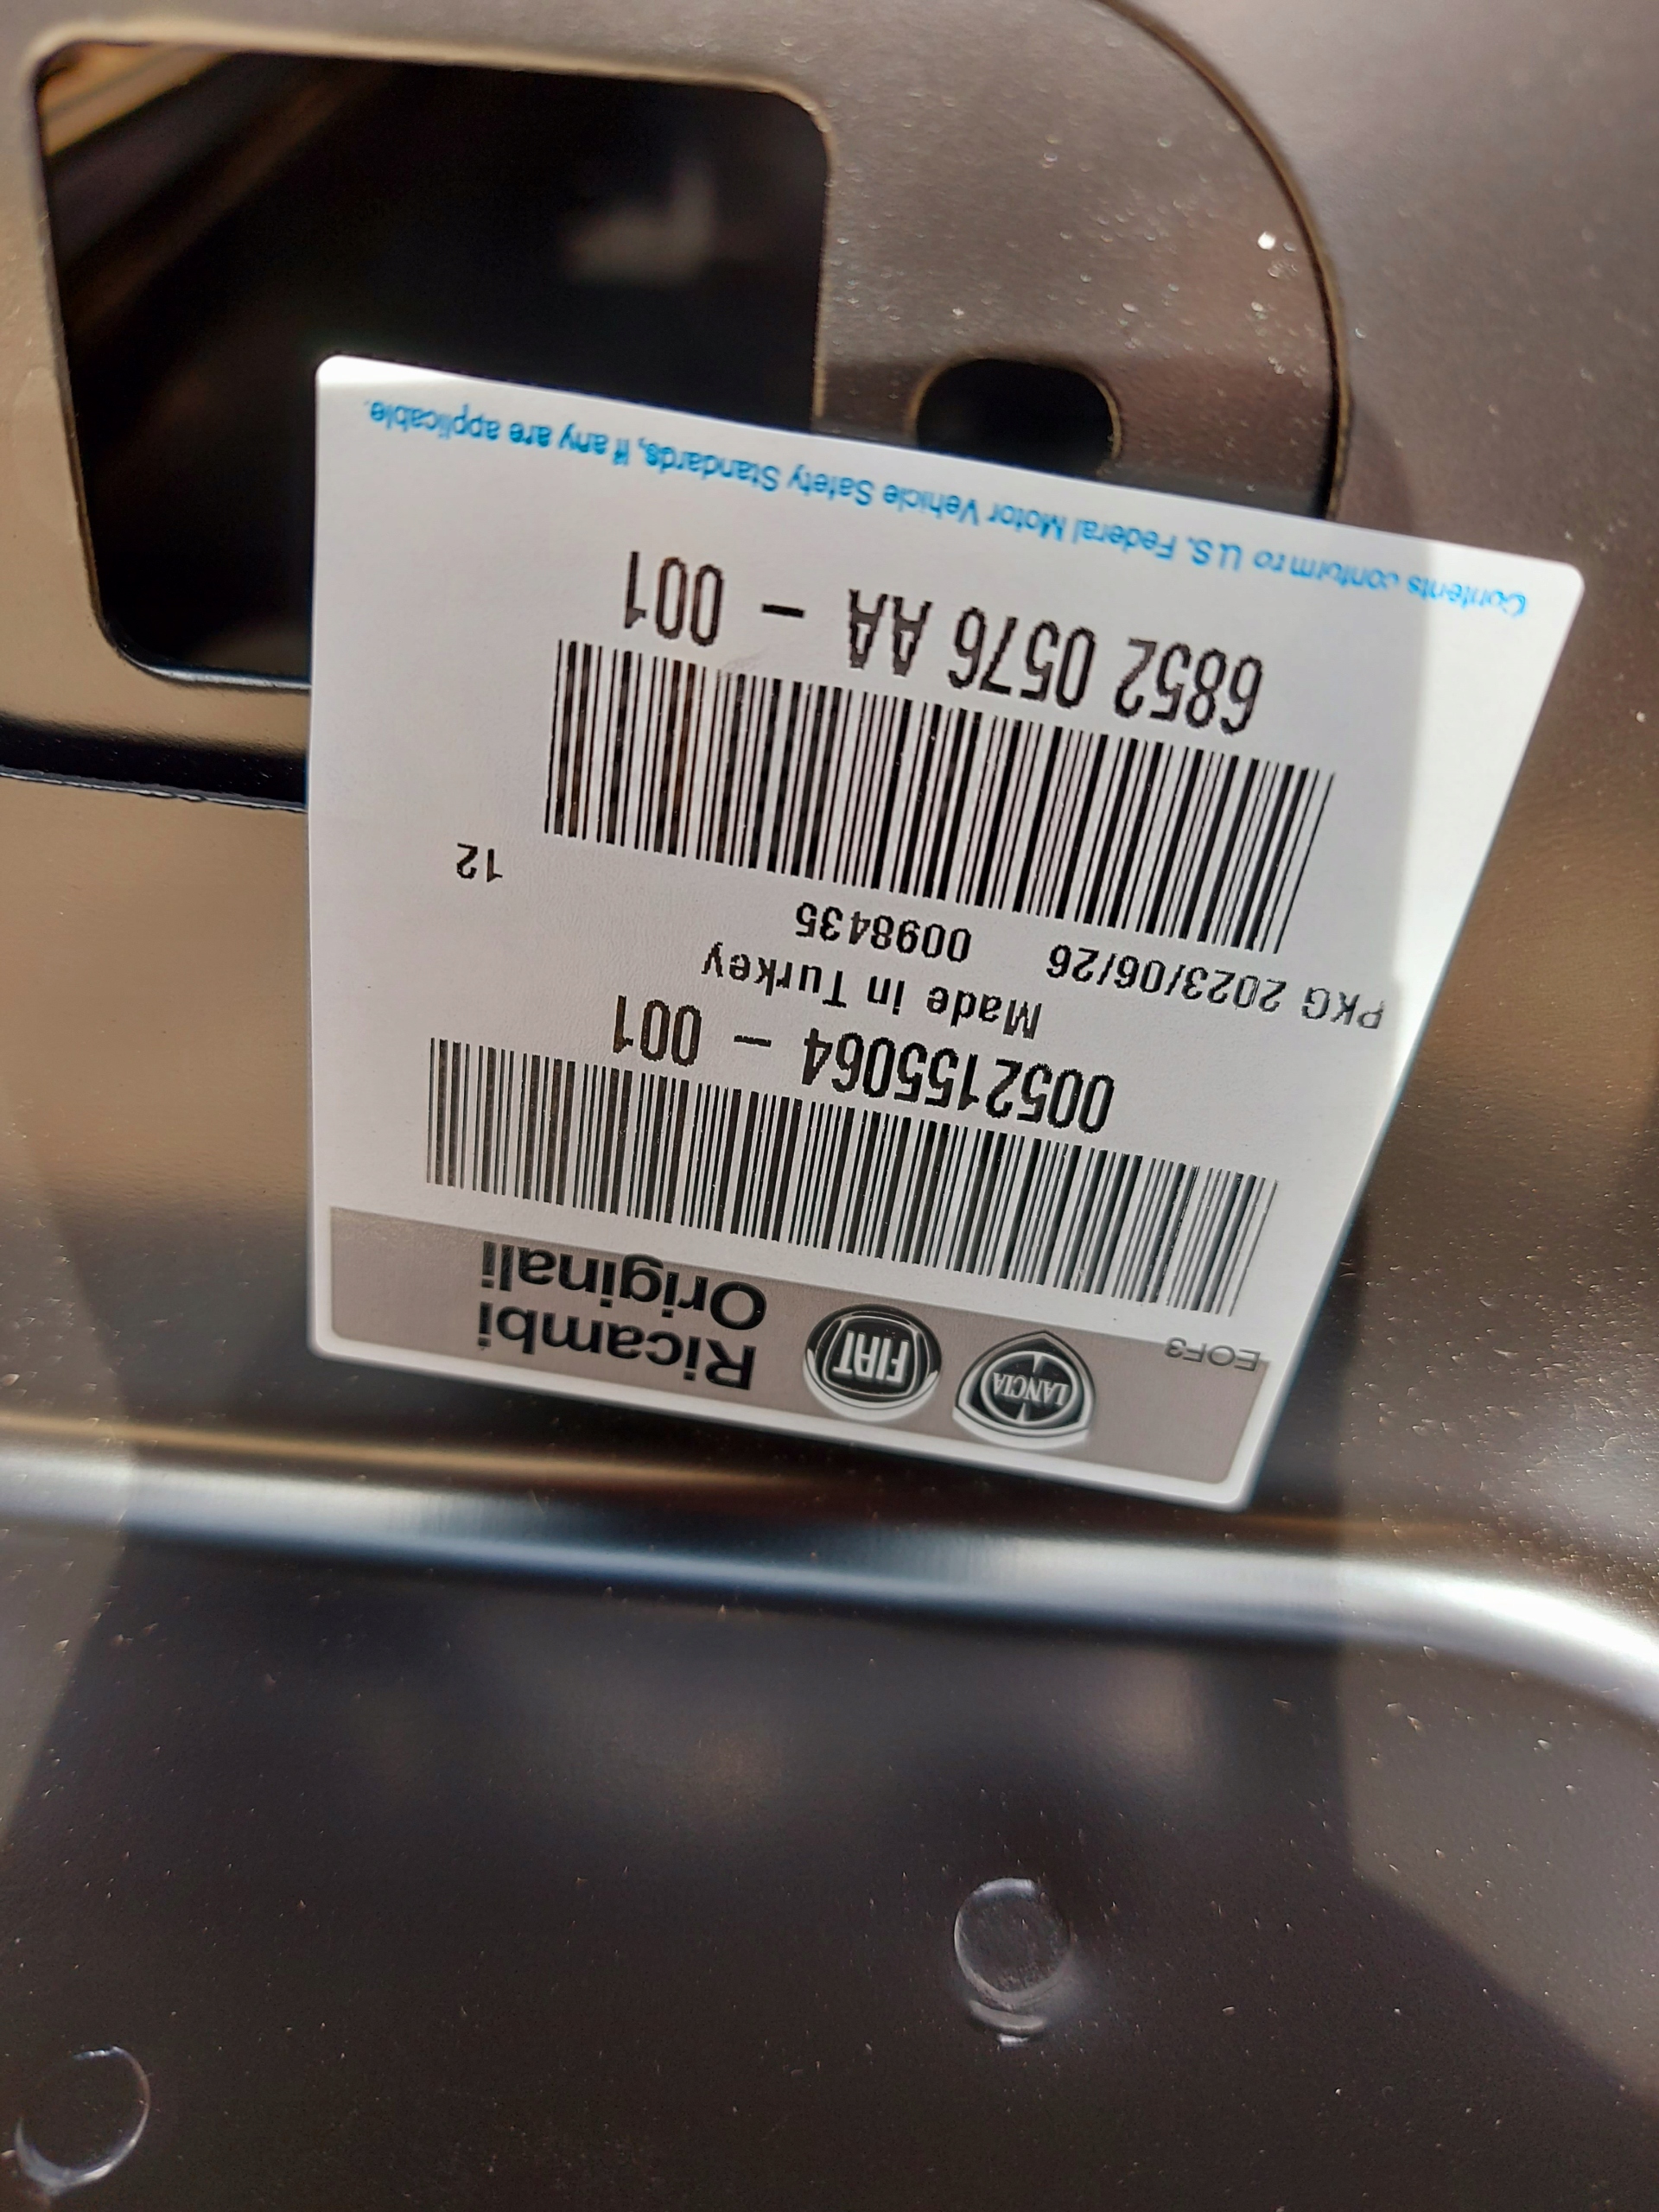 EOF3
LANCIA
FIAT
Ricambi
Originali
0052155064 - 001
Made in Turkey
PKG 2023/06/26 0098435 12
6852 0576 AA - 001
Contents conform to U.S. Federal Motor Vehicle Safety Standards, if any are applicable.